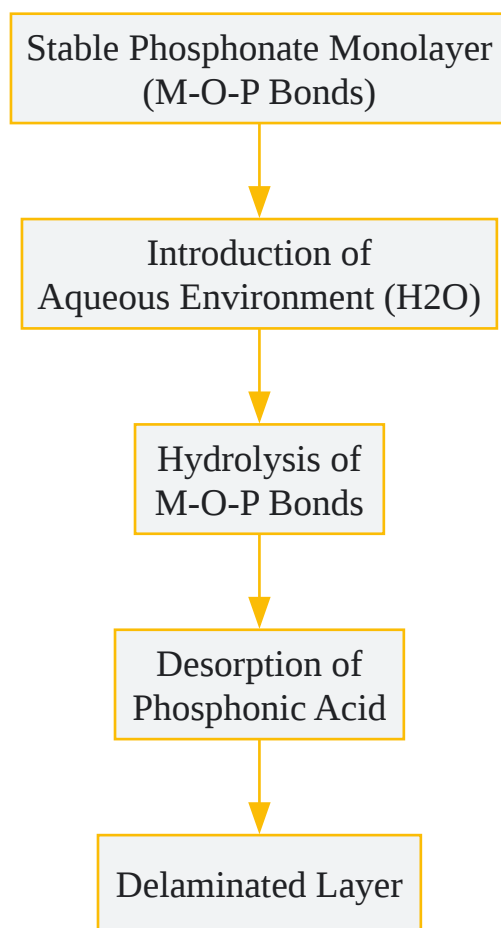 Stable Phosphonate Monolayer
(M-O-P Bonds)
Introduction of
Aqueous Environment (H2O)
Hydrolysis of
M-O-P Bonds
Desorption of
Phosphonic Acid
Delaminated Layer